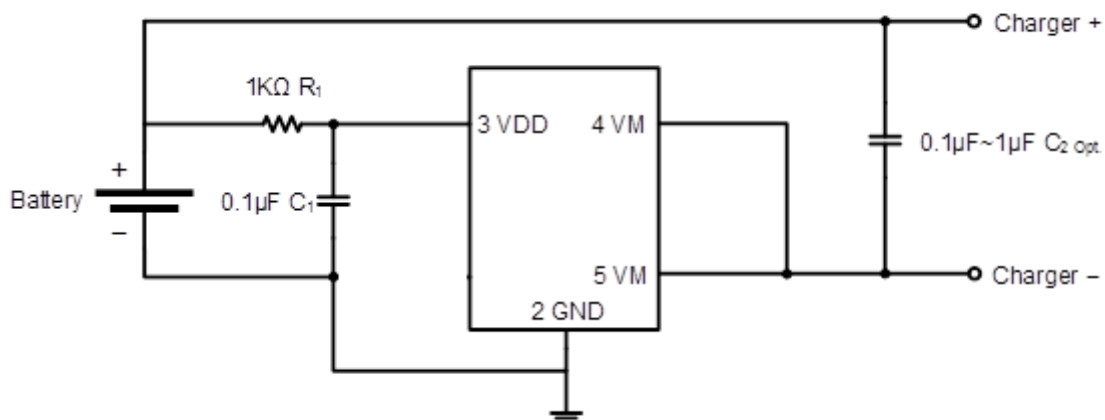 Charger +
1KΩ R₁
3 VDD
4 VM
0.1µF~1µF C₂ Opt.
+
Battery
–
0.1µF C₁
5 VM
Charger –
2 GND